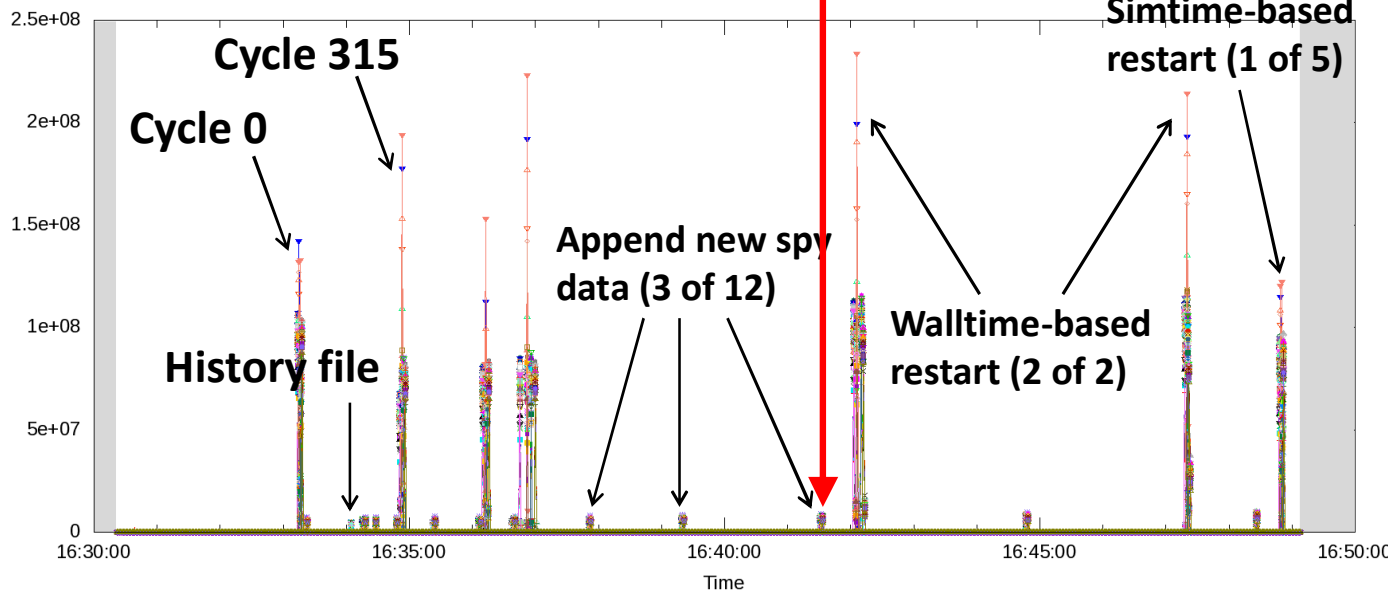 2.5e+08
2e+08
1.5e+08
1e+08
5e+07
0
Simtime-based
restart (1 of 5)
Cycle 315
Cycle 0
Append new spy
data (3 of 12)
Walltime-based
restart (2 of 2)
History file
16:30:00
16:35:00
16:40:00
16:45:00
16:50:00
Time